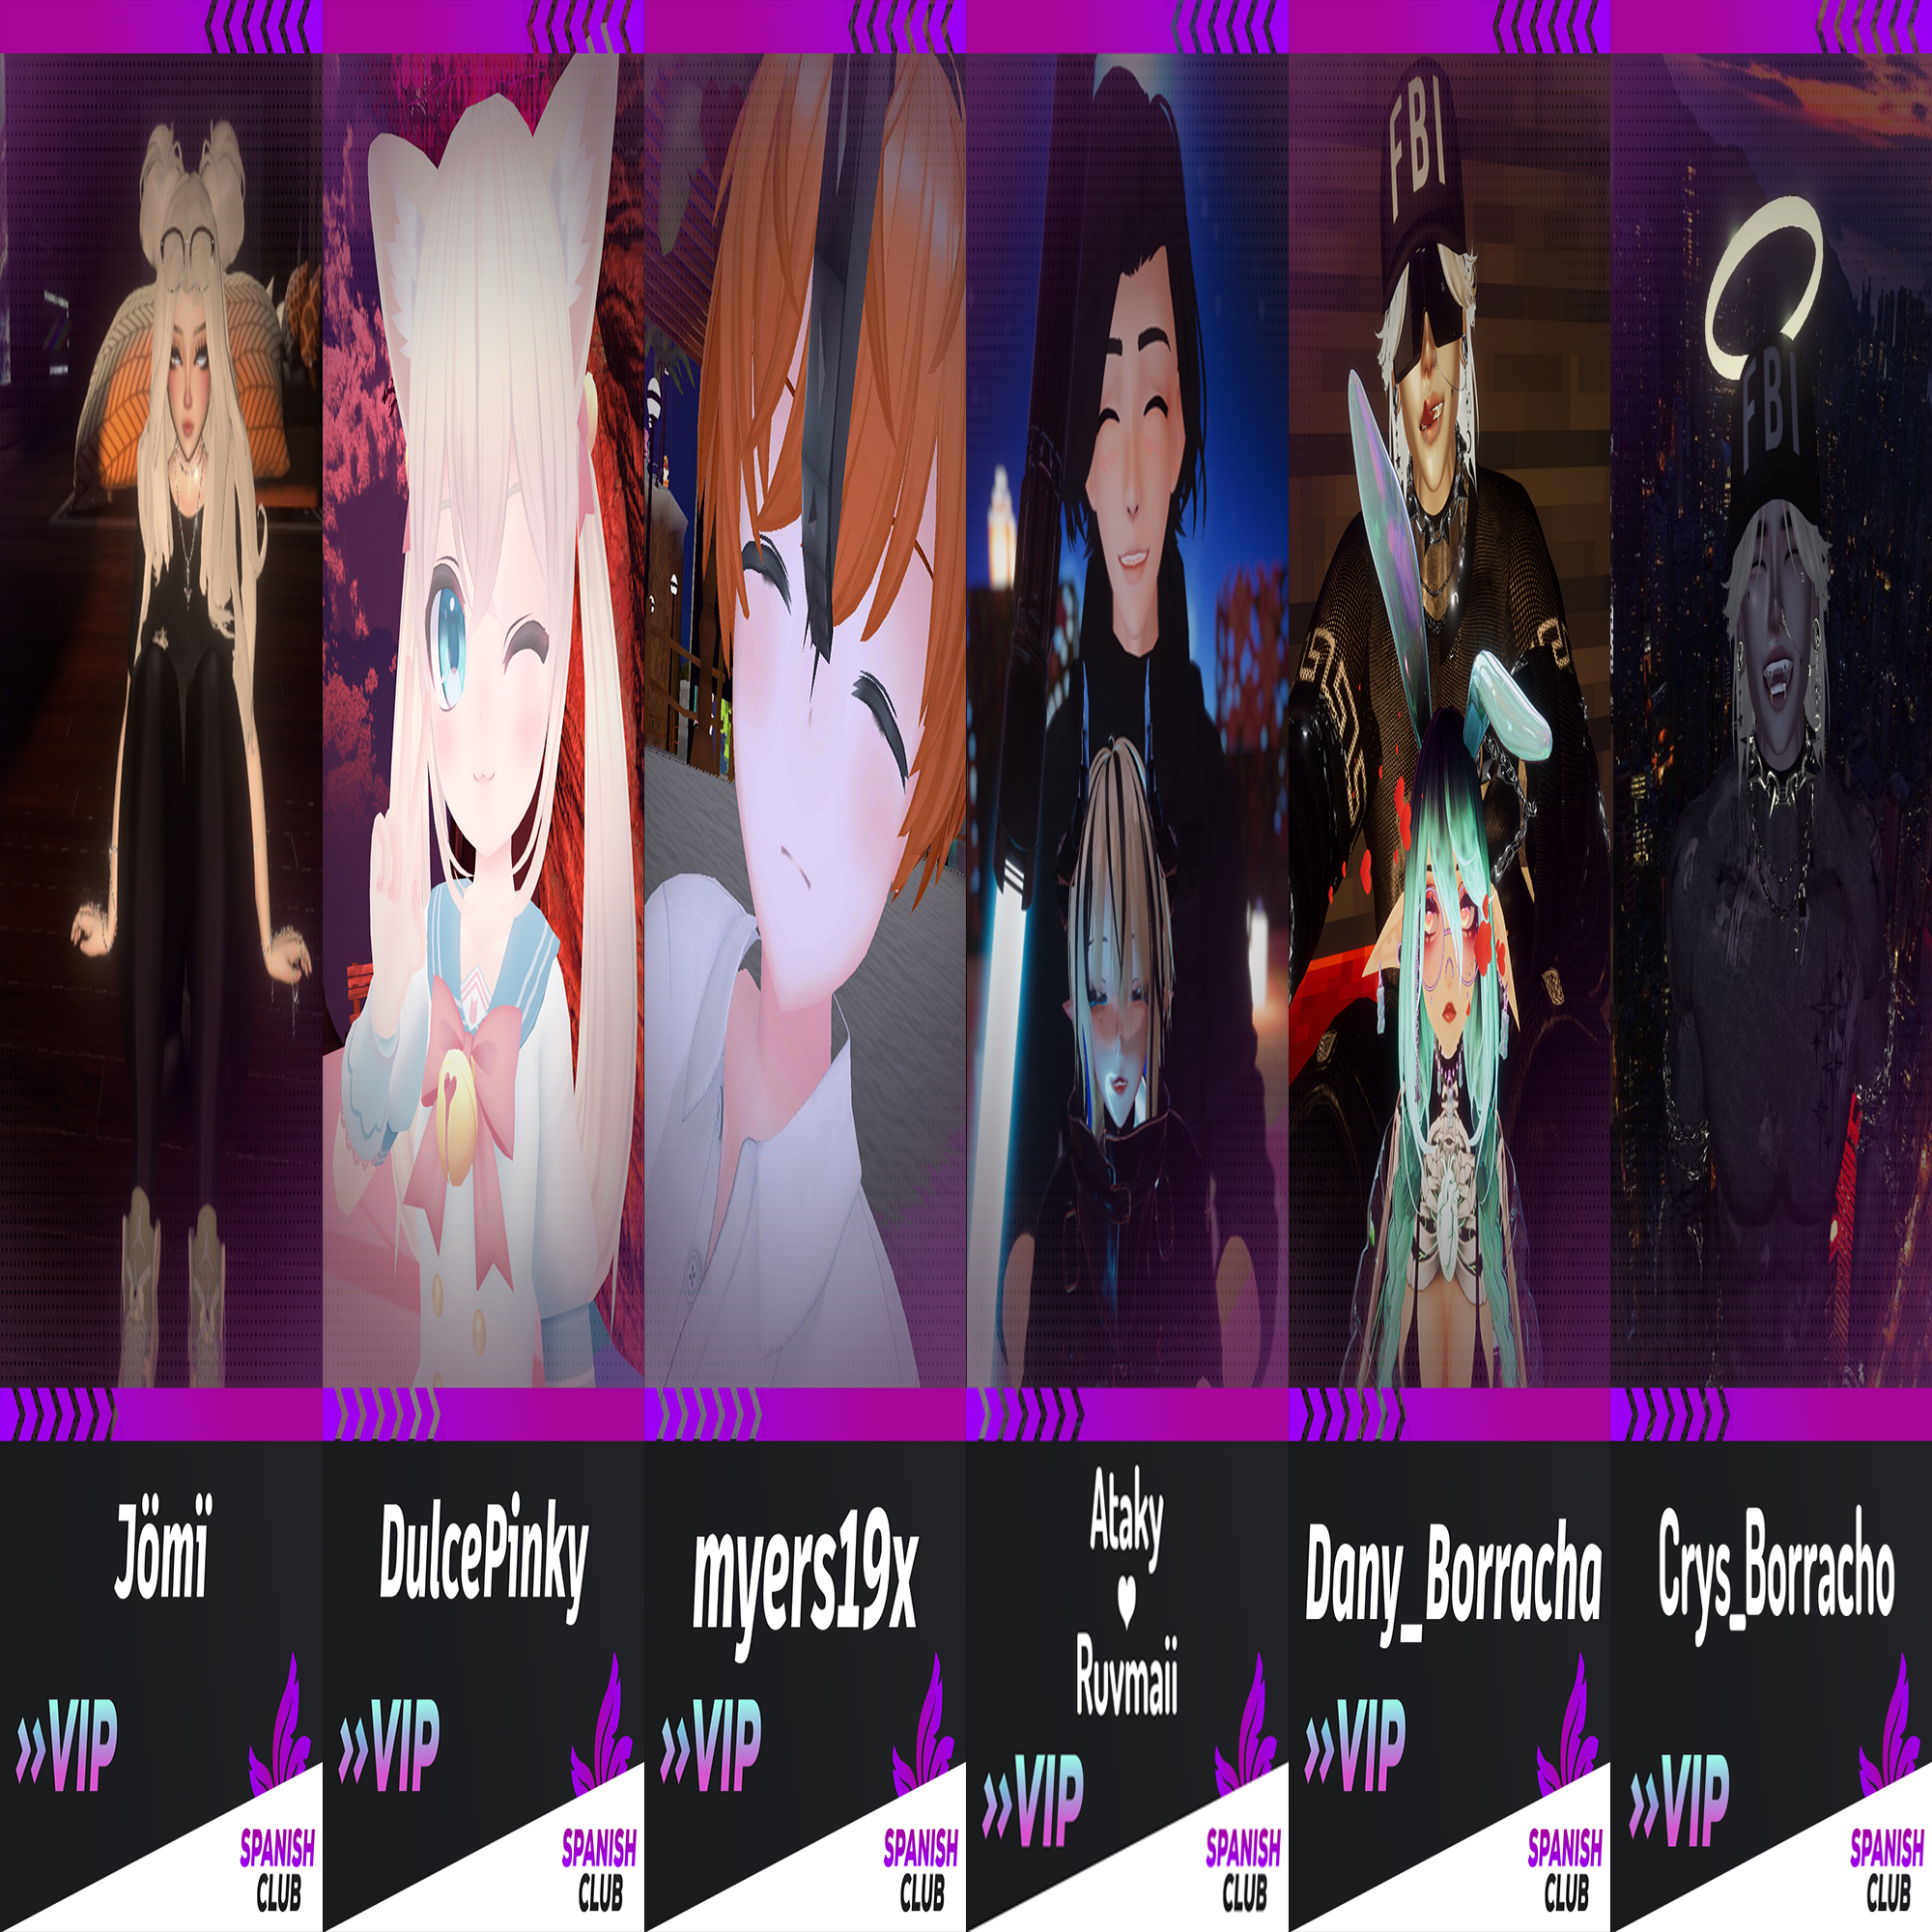 FBI
FBI
Jömï
VIP
SPANISH
CLUB
DulcePinky
VIP
SPANISH
CLUB
myers19x
VIP
SPANISH
CLUB
Ataky
♥
Ruvmaii
VIP
SPANISH
CLUB
Dany_Borracha
VIP
SPANISH
CLUB
Crys_Borracho
VIP
SPANISH
CLUB